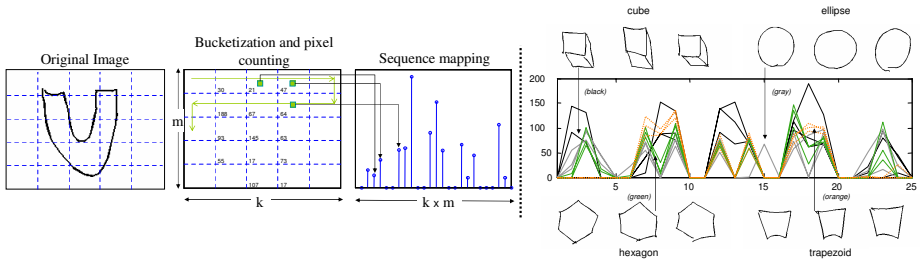 Original Image
Bucketization and pixel
counting
Sequence mapping
m
30 21 47
188 67 64
93 145 63
55 17 73
107 17
k
k x m
cube
ellipse
200
150
100
50
0
(black)
(gray)
(green)
(orange)
5 10 15 20 25
hexagon
trapezoid